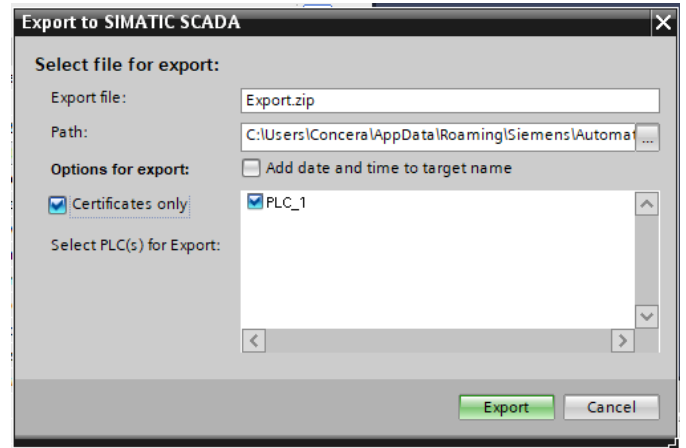 Export to SIMATIC SCADA
Select file for export:
Export file:
Export.zip
Path:
C:\Users\Concera\AppData\Roaming\Siemens\Automat
...
Options for export:
Add date and time to target name
Certificates only
PLC_1
Select PLC(s) for Export:
Export
Cancel